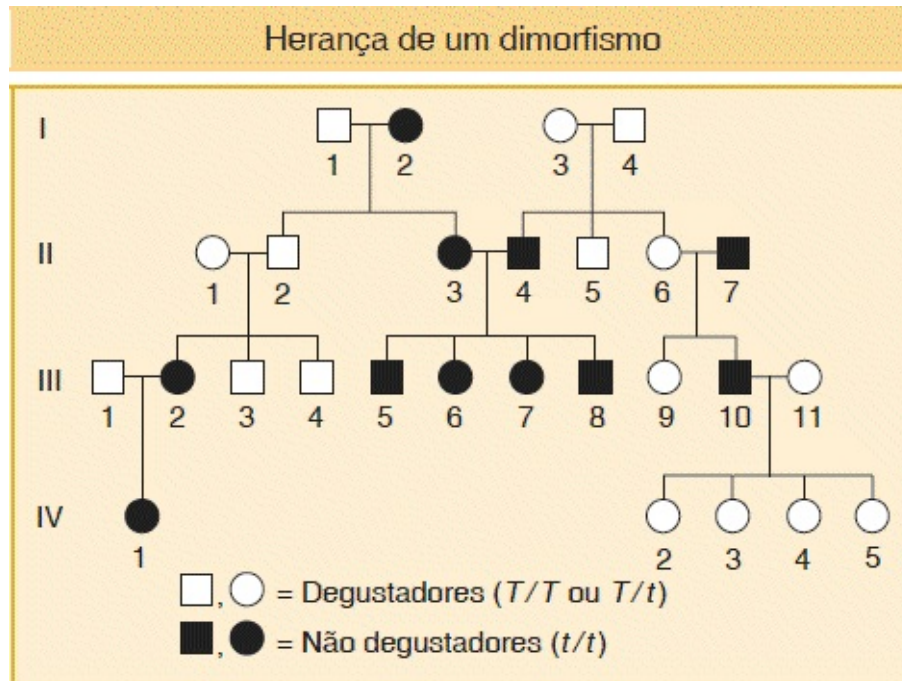 Herança de um dimorfismo
I
1 2 3 4
II
1 2 3 4 5 6 7
III
1 2 3 4 5 6 7 8 9 10 11
IV
1 2 3 4 5
, = Degustadores (T/T ou T/t)
, = Não degustadores (t/t)